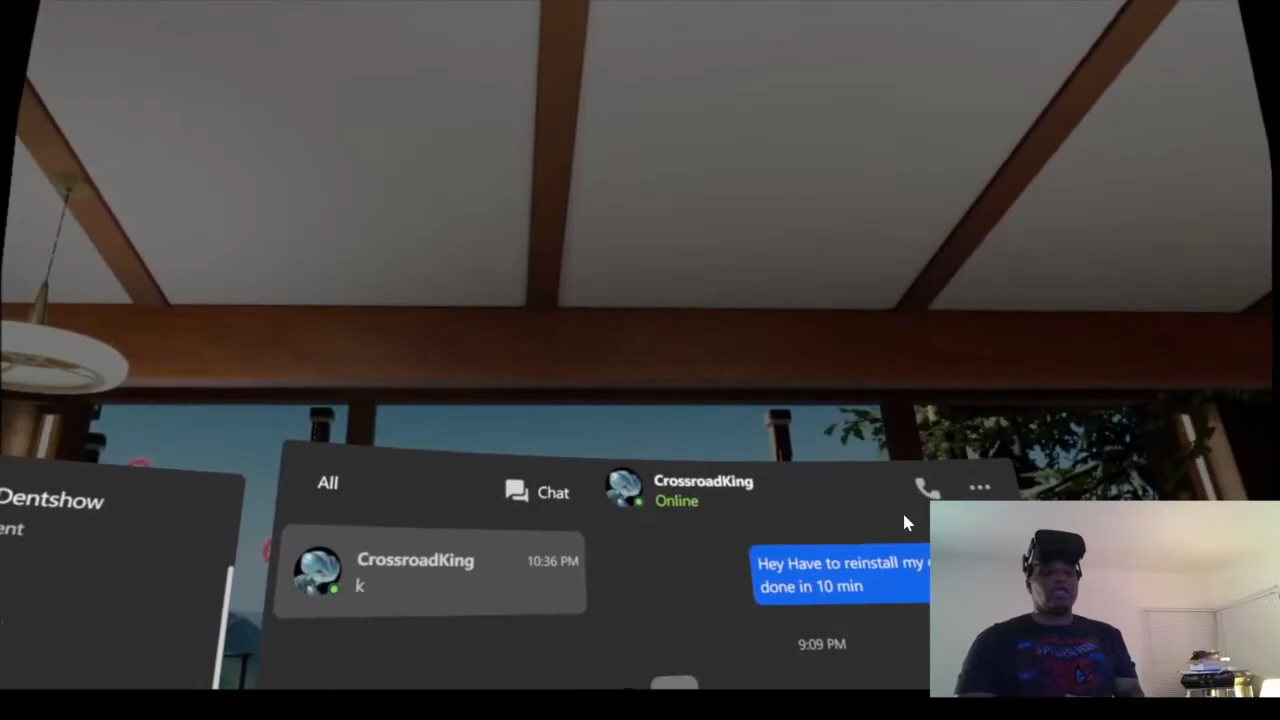 Dentshow
ent
All
Chat
CrossroadKing
Online
CrossroadKing
10:36 PM
k
Hey Have to reinstall my
done in 10 min
9:09 PM